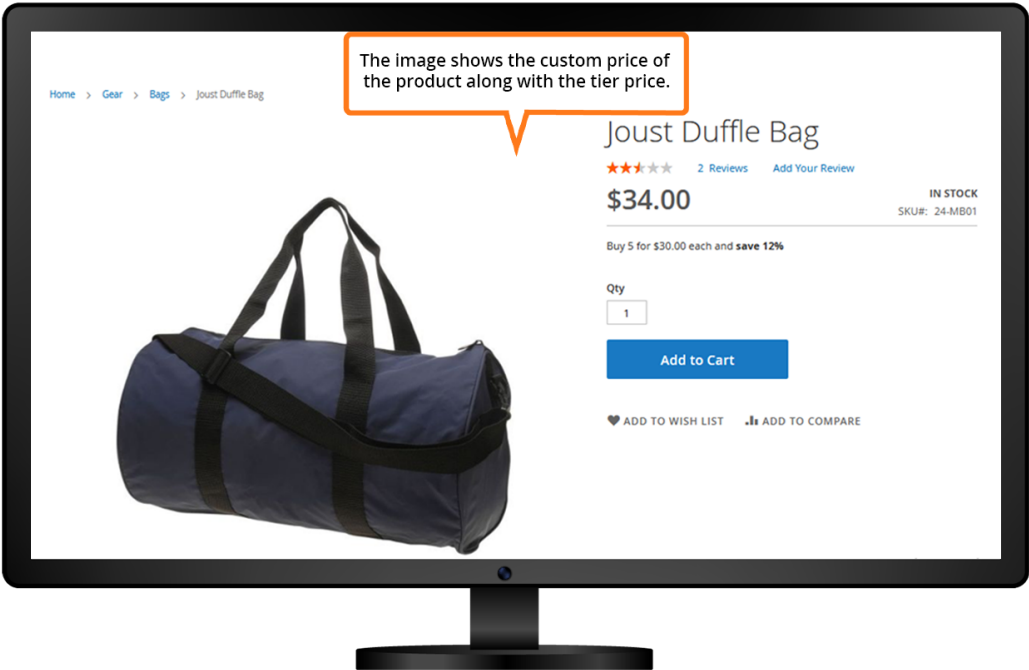 The image shows the custom price of
the product along with the tier price.
Home > Gear > Bags > Joust Duffle Bag
Joust Duffle Bag
2 Reviews Add Your Review
$34.00
IN STOCK
SKU#: 24-MB01
Buy 5 for $30.00 each and save 12%
Qty
1
Add to Cart
ADD TO WISH LIST ADD TO COMPARE